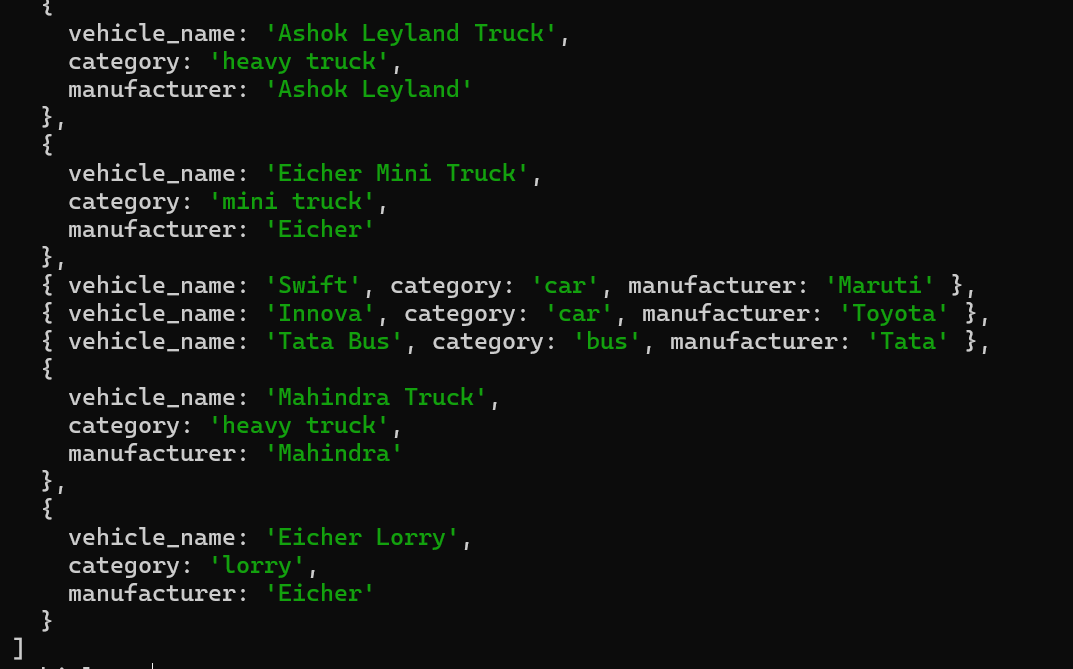 {
vehicle_name: 'Ashok Leyland Truck',
category: 'heavy truck',
manufacturer: 'Ashok Leyland'
},
{
vehicle_name: 'Eicher Mini Truck',
category: 'mini truck',
manufacturer: 'Eicher'
},
{ vehicle_name: 'Swift', category: 'car', manufacturer: 'Maruti' },
{ vehicle_name: 'Innova', category: 'car', manufacturer: 'Toyota' },
{ vehicle_name: 'Tata Bus', category: 'bus', manufacturer: 'Tata' },
{
vehicle_name: 'Mahindra Truck',
category: 'heavy truck',
manufacturer: 'Mahindra'
},
{
vehicle_name: 'Eicher Lorry',
category: 'lorry',
manufacturer: 'Eicher'
}
]